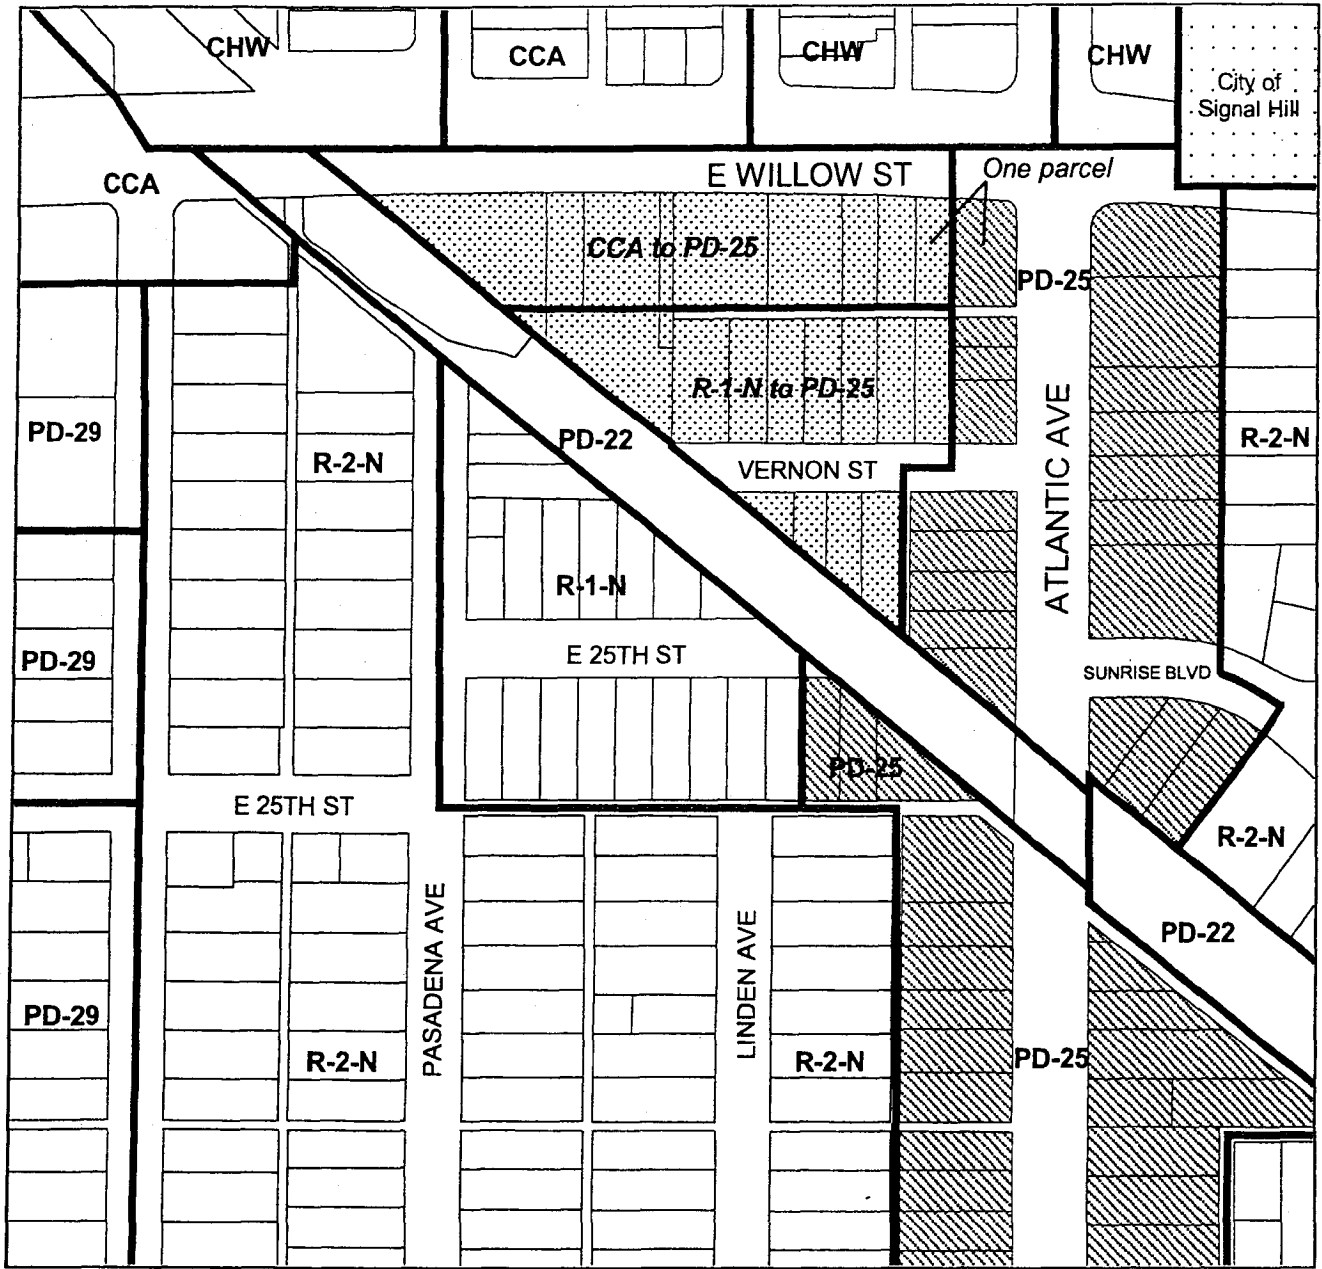 CHW
CCA
CHW
CHW
City of
Signal Hill
CCA
E WILLOW ST
One parcel
CCA to PD-25
PD-25
R-1-N to PD-25
PD-29
R-2-N
PD-22
VERNON ST
ATLANTIC AVE
R-2-N
R-1-N
E 25TH ST
PD-29
SUNRISE BLVD
PD-25
E 25TH ST
R-2-N
PASADENA AVE
LINDEN AVE
PD-22
PD-29
R-2-N
R-2-N
PD-25